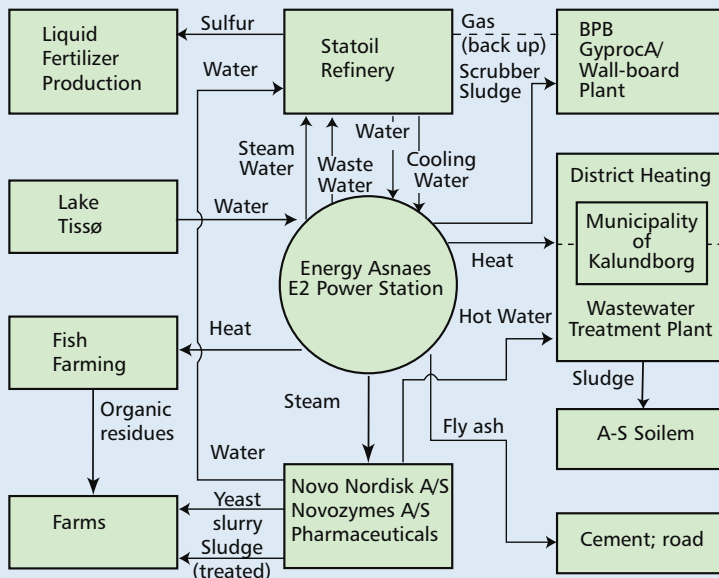 Liquid
Fertilizer
Production
Sulfur
Statoil
Refinery
Gas
(back up)
BPB
GyprocA/
Wall-board
Plant
Water
Scrubber
Sludge
Steam
Water
Waste
Water
Water
Cooling
Water
Lake
Tissø
Water
Energy Asnaes
E2 Power Station
Heat
District Heating
Municipality
of
Kalundborg
Wastewater
Treatment Plant
Hot Water
Fish
Farming
Heat
Organic
residues
Steam
Sludge
A-S Soilem
Fly ash
Water
Farms
Yeast
slurry
Sludge
(treated)
Novo Nordisk A/S
Novozymes A/S
Pharmaceuticals
Cement; road